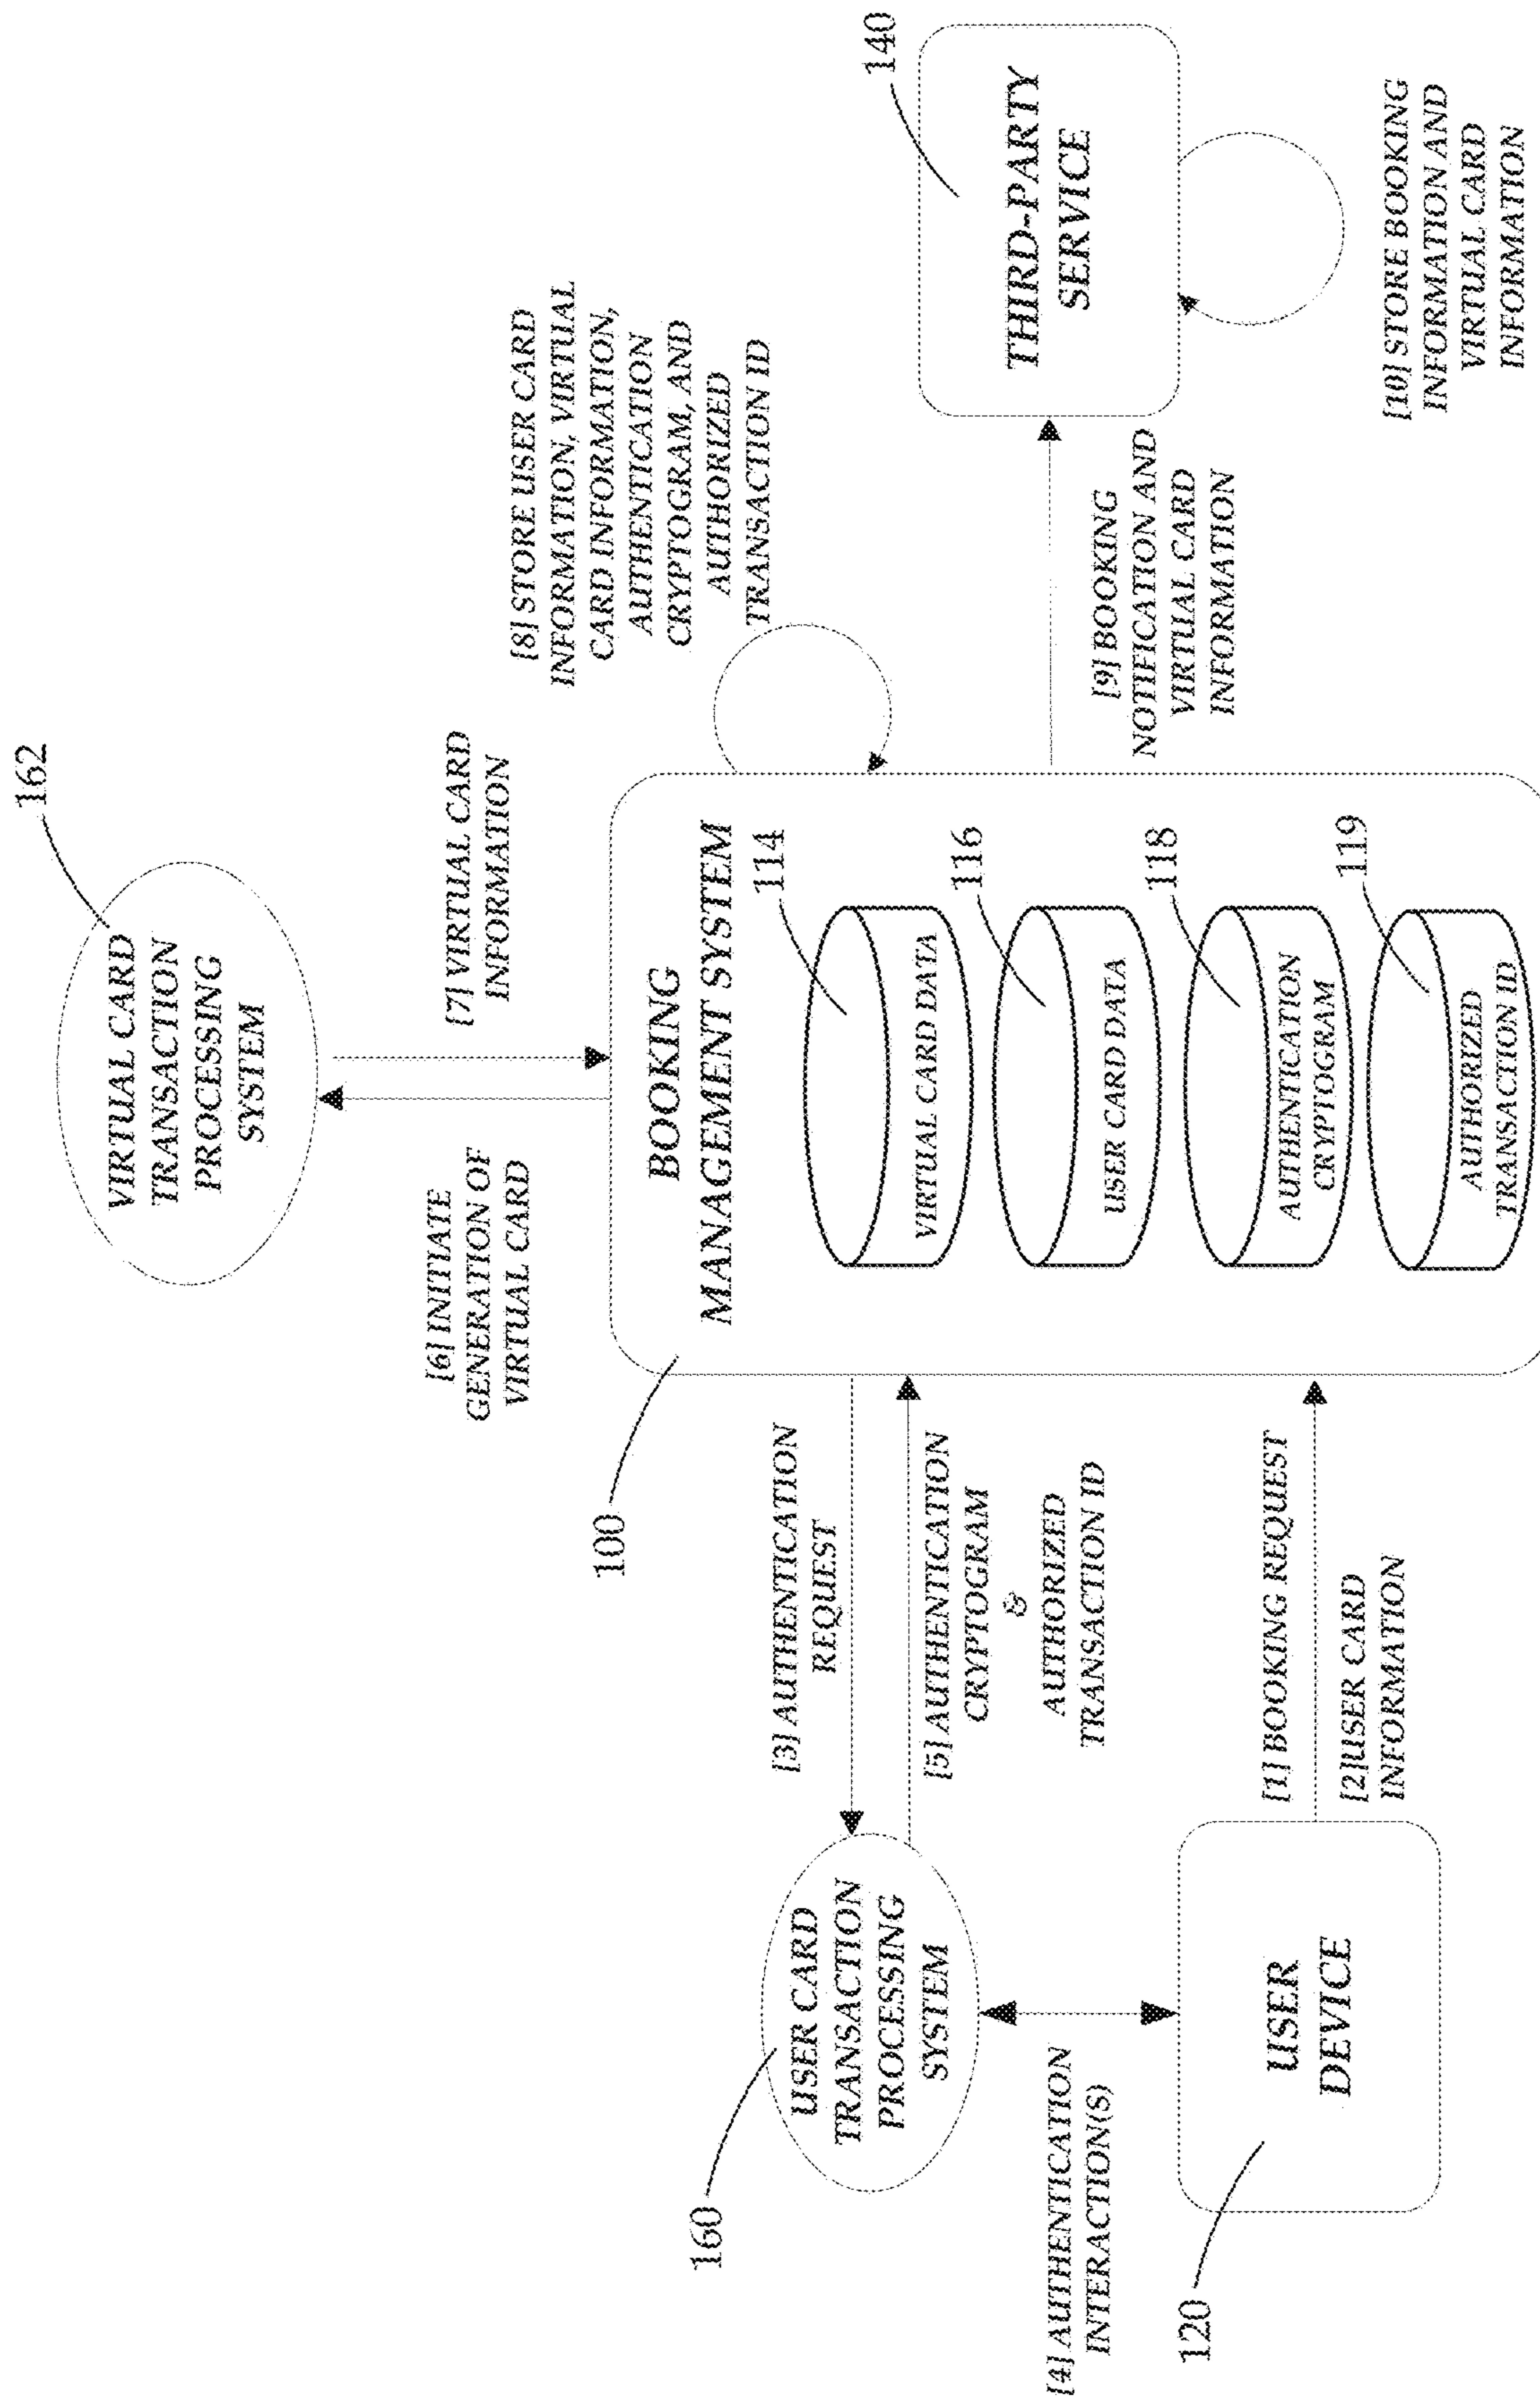 162
VIRTUAL CARD
TRANSACTION
PROCESSING
SYSTEM
[6] INITIATE
GENERATION OF
VIRTUAL CARD
[7] VIRTUAL CARD
INFORMATION
[8] STORE USER CARD
INFORMATION, VIRTUAL
CARD INFORMATION,
AUTHENTICATION
CRYPTOGRAM, AND
AUTHORIZED
TRANSACTION ID
100
BOOKING
MANAGEMENT SYSTEM
114
VIRTUAL CARD DATA
116
USER CARD DATA
118
AUTHENTICATION
CRYPTOGRAM
119
AUTHORIZED
TRANSACTION ID
160
USER CARD
TRANSACTION
PROCESSING
SYSTEM
[3] AUTHENTICATION
REQUEST
[5] AUTHENTICATION
CRYPTOGRAM
&
AUTHORIZED
TRANSACTION ID
[4] AUTHENTICATION
INTERACTION(S)
120
USER
DEVICE
[1] BOOKING REQUEST
[2]USER CARD
INFORMATION
140
THIRD-PARTY
SERVICE
[9] BOOKING
NOTIFICATION AND
VIRTUAL CARD
INFORMATION
[10] STORE BOOKING
INFORMATION AND
VIRTUAL CARD
INFORMATION